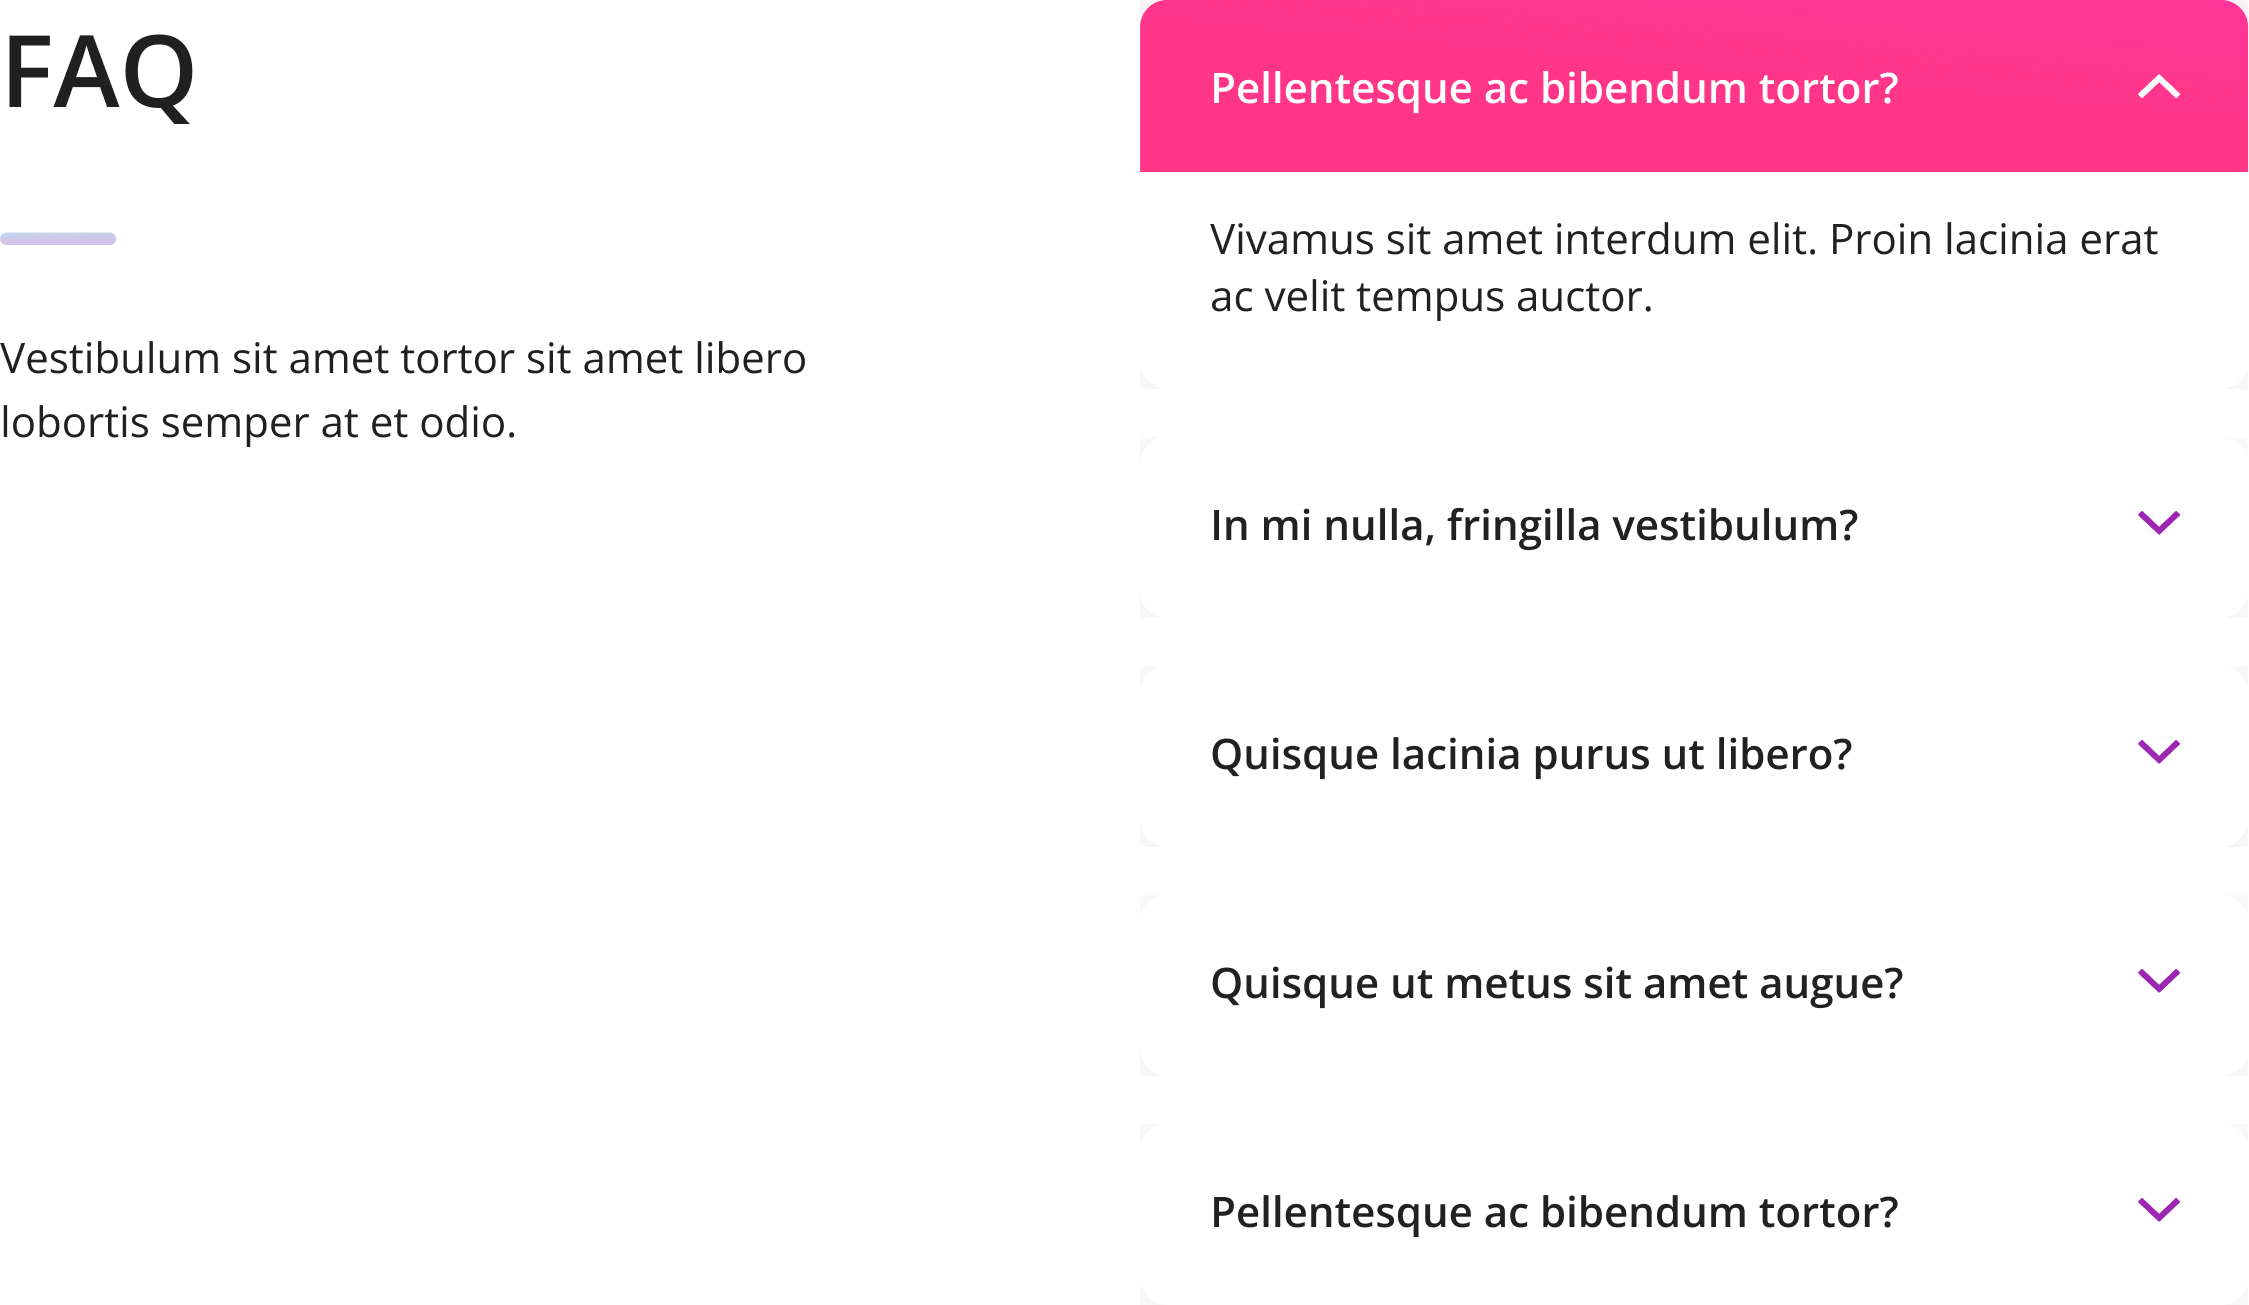 FAQ
Vestibulum sit amet tortor sit amet libero
lobortis semper at et odio.
Pellentesque ac bibendum tortor?
Vivamus sit amet interdum elit. Proin lacinia erat
ac velit tempus auctor.
In mi nulla, fringilla vestibulum?
Quisque lacinia purus ut libero?
Quisque ut metus sit amet augue?
Pellentesque ac bibendum tortor?